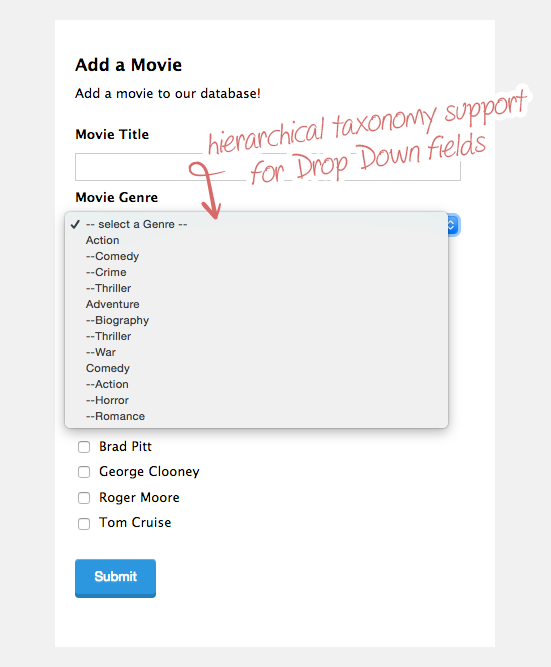 Add a Movie
Add a movie to our database!
hierarchical taxonomy support
for Drop Down fields
Movie Title
Movie Genre
✓ -- select a Genre --
Action
--Comedy
--Crime
--Thriller
Adventure
--Biography
--Thriller
--War
Comedy
--Action
--Horror
--Romance
Brad Pitt
George Clooney
Roger Moore
Tom Cruise
Submit